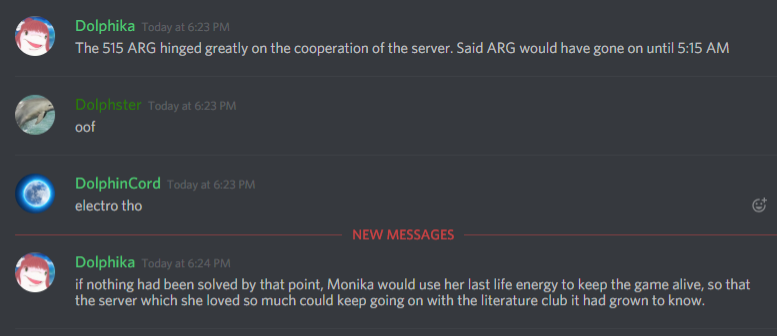 Dolphika Today at 6:23 PM
The 515 ARG hinged greatly on the cooperation of the server. Said ARG would have gone on until 5:15 AM
Dolphster Today at 6:23 PM
oof
DolphinCord Today at 6:23 PM
electro tho
NEW MESSAGES
Dolphika Today at 6:24 PM
if nothing had been solved by that point, Monika would use her last life energy to keep the game alive, so that
the server which she loved so much could keep going on with the literature club it had grown to know.